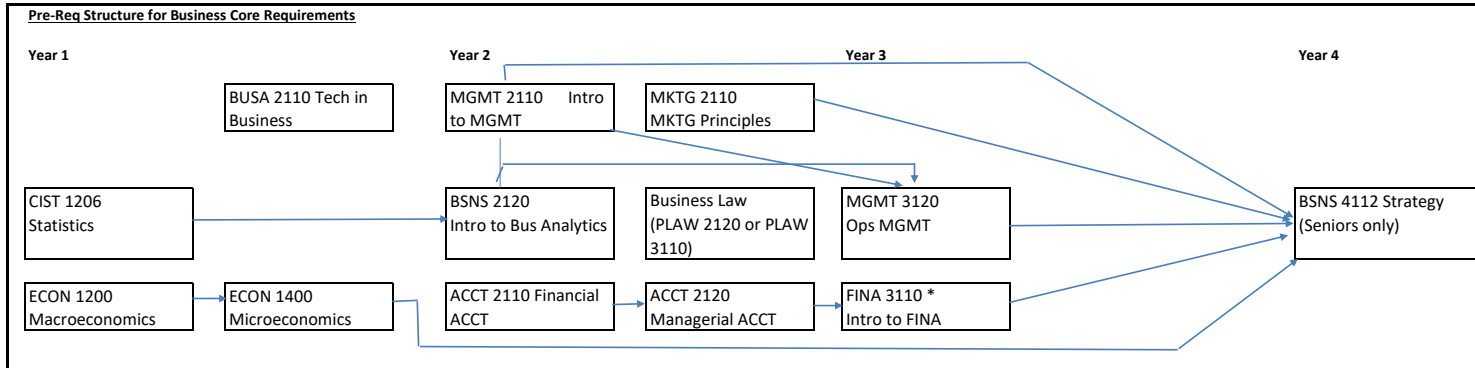 Pre-Req Structure for Business Core Requirements
Year 1
Year 2
Year 3
Year 4
BUSA 2110 Tech in
Business
MGMT 2110 Intro
to MGMT
MKTG 2110
MKTG Principles
CIST 1206
Statistics
BSNS 2120
Intro to Bus Analytics
Business Law
(PLAW 2120 or PLAW
3110)
MGMT 3120
Ops MGMT
BSNS 4112 Strategy
(Seniors only)
ECON 1200
Macroeconomics
ECON 1400
Microeconomics
ACCT 2110 Financial
ACCT
ACCT 2120
Managerial ACCT
FINA 3110 *
Intro to FINA